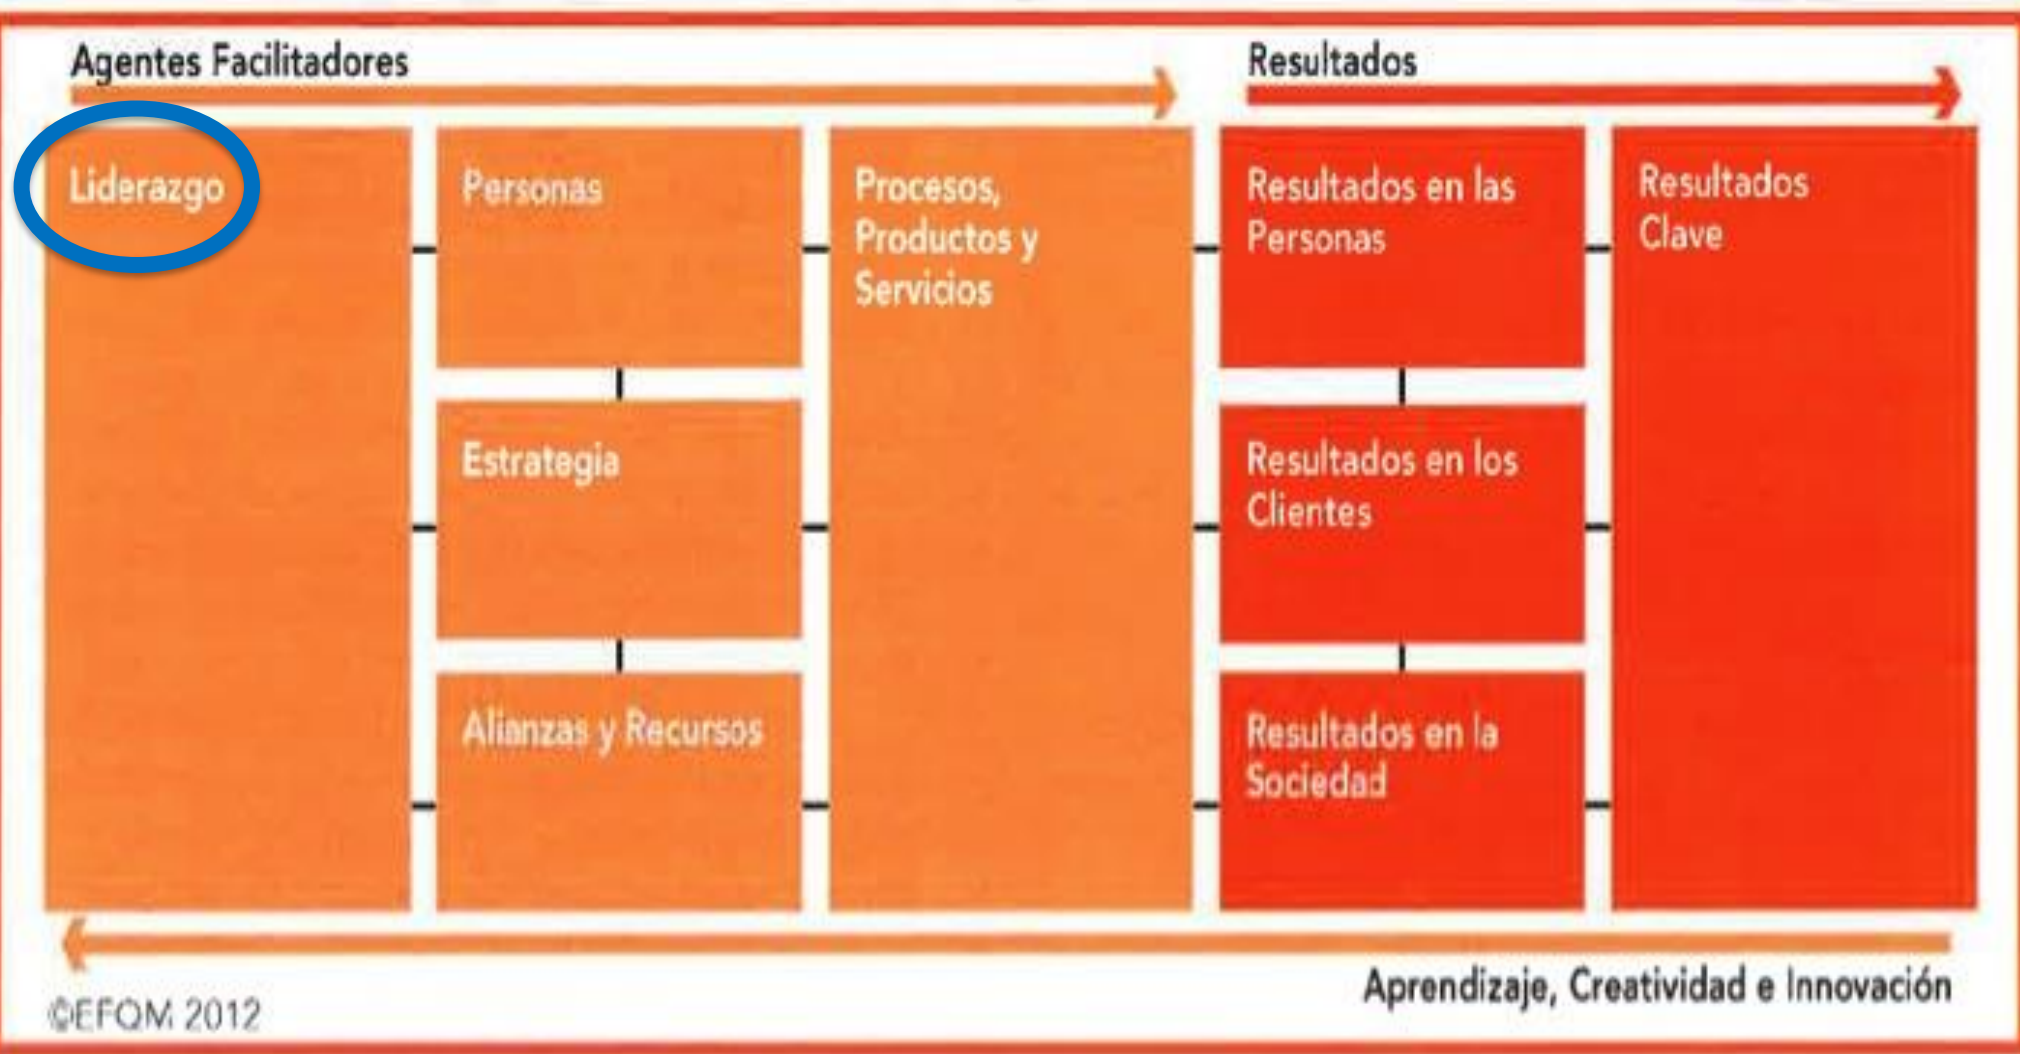 Agentes Facilitadores
Resultados
Liderazgo
Personas
Procesos,
Productos y
Servicios
Resultados en las
Personas
Resultados
Clave
Estrategia
Resultados en los
Clientes
Alianzas y Recursos
Resultados en la
Sociedad
Aprendizaje, Creatividad e Innovación
©EFQM 2012